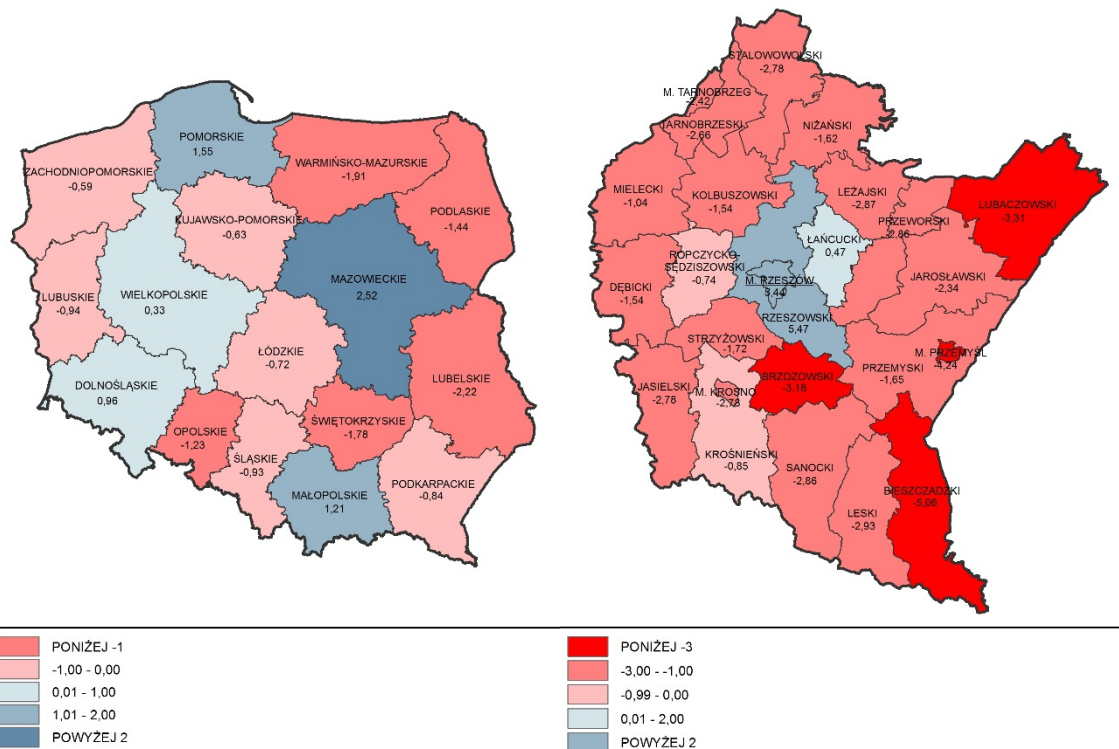 POMORSKIE
1,55
WARMIŃSKO-MAZURSKIE
-1,91
ZACHODNIOPOMORSKIE
-0,59
KUJAWSKO-POMORSKIE
-0,63
PODLASKIE
-1,44
MAZOWIECKIE
2,52
LUBUSKIE
-0,94
WIELKOPOLSKIE
0,33
ŁÓDZKIE
-0,72
DOLNOŚLĄSKIE
0,96
LUBELSKIE
-2,22
OPOLSKIE
-1,23
ŚWIĘTOKRZYSKIE
-1,78
ŚLĄSKIE
-0,93
MAŁOPOLSKIE
1,21
PODKARPACKIE
-0,84
PONIŻEJ -1
-1,00 - 0,00
0,01 - 1,00
1,01 - 2,00
POWYŻEJ 2
STALOWOWOLSKI
-2,78
M. TARNOBRZEG
-2,42
TARNOBRZESKI
-2,66
NIŻAŃSKI
-1,62
MIELECKI
-1,04
KOLBUSZOWSKI
-1,54
LEŻAJSKI
-2,87
LUBACZOWSKI
-3,31
PRZEWORSKI
-2,86
ŁAŃCUCKI
0,47
ROPCZYCKO-
SĘDZISZOWSKI
-0,74
M. RZESZÓW
JAROSŁAWSKI
-2,34
DĘBICKI
-1,54
RZESZOWSKI
5,47
STRZYŻOWSKI
-1,72
M. PRZEMYŚL
-4,24
PRZEMYSKI
-1,65
BRZOZOWSKI
-3,18
JASIELSKI
-2,78
M. KROSNO
-2,78
KROŚNIEŃSKI
-0,85
SANOCKI
-2,86
BIESZCZADZKI
-5,06
LESKI
-2,93
PONIŻEJ -3
-3,00 - -1,00
-0,99 - 0,00
0,01 - 2,00
POWYŻEJ 2